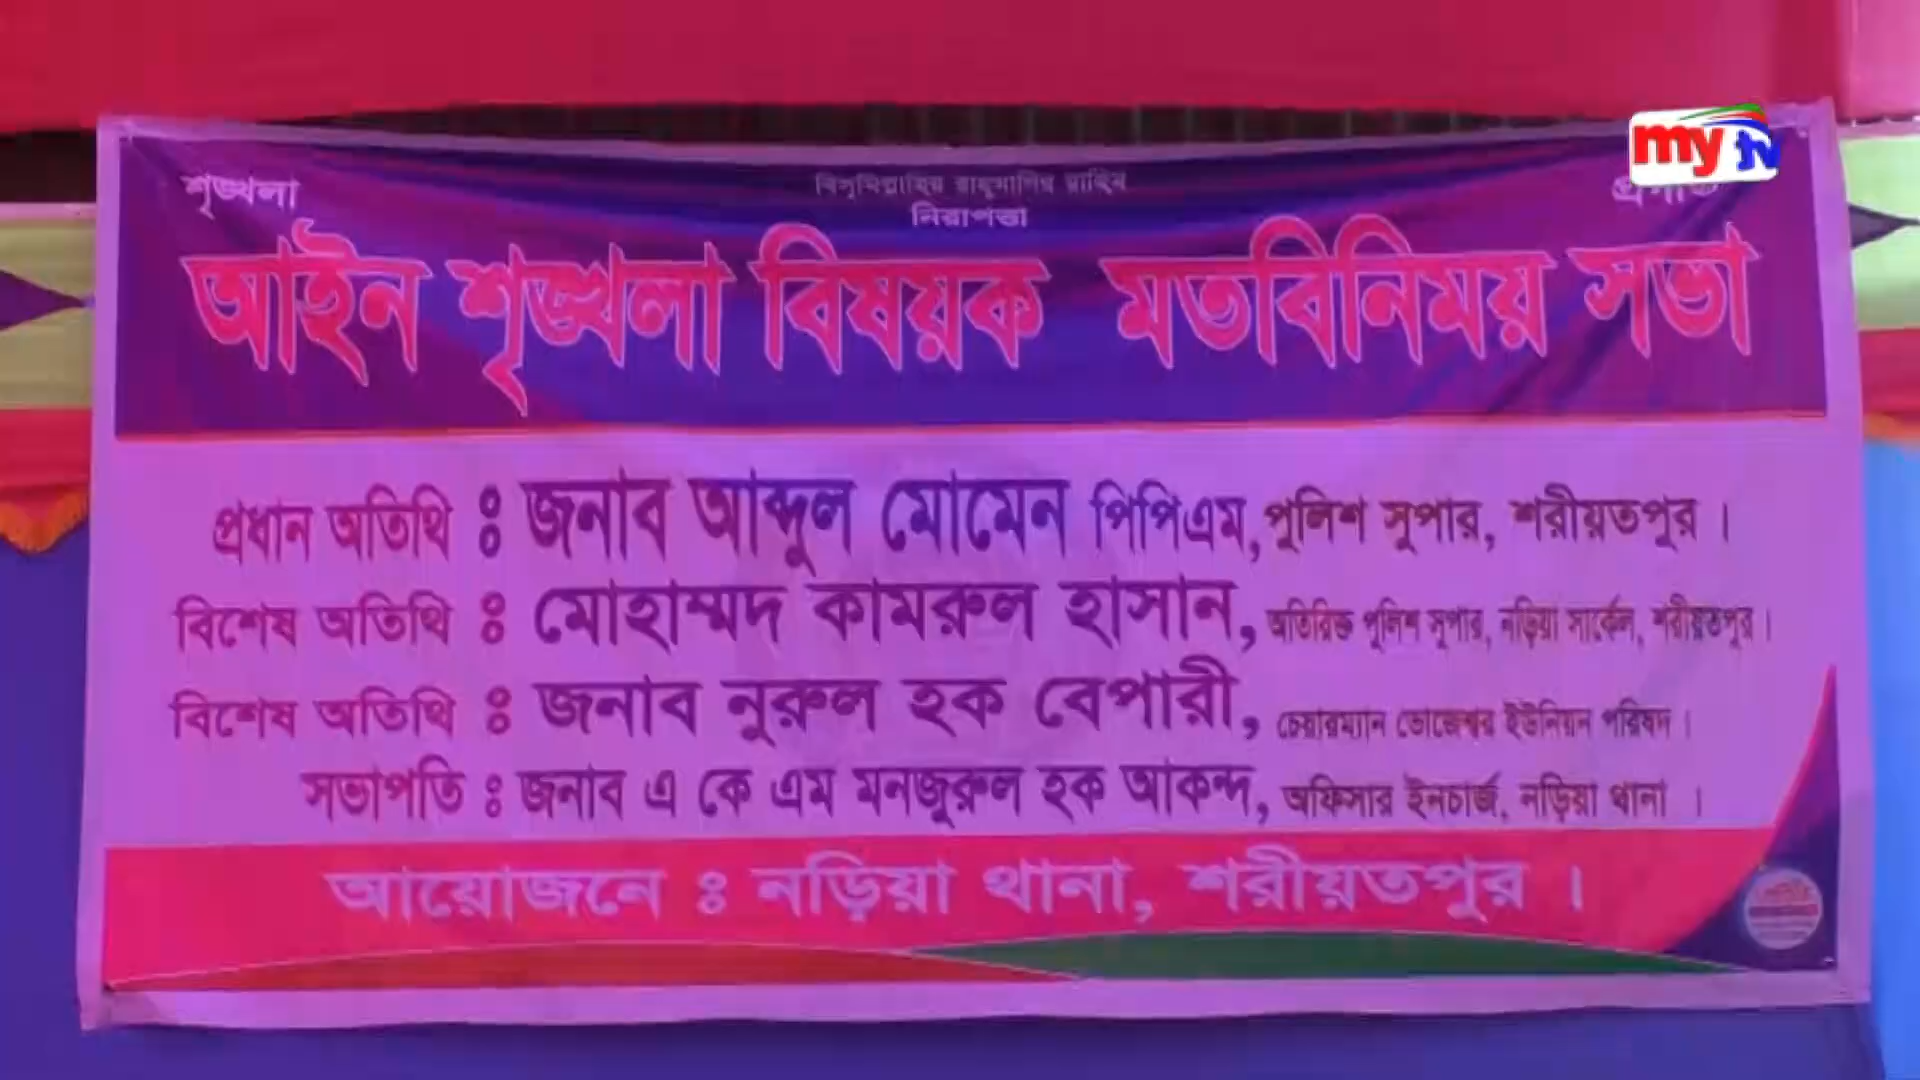 my tv
বিসমিল্লাহির রাহমানির রাহিম
শৃঙ্খলা নিরাপত্তা
আইন শৃঙ্খলা বিষয়ক মতবিনিময় সভা
প্রধান অতিথি ঃ জনাব আব্দুল মোমেন পিপিএম, পুলিশ সুপার, শরীয়তপুর ।
বিশেষ অতিথি ঃ মোহাম্মদ কামরুল হাসান, অতিরিক্ত পুলিশ সুপার, নড়িয়া সার্কেল, শরীয়তপুর ।
বিশেষ অতিথি ঃ জনাব নুরুল হক বেপারী, চেয়ারম্যান ভোজেশ্বর ইউনিয়ন পরিষদ ।
সভাপতি ঃ জনাব এ কে এম মনজুরুল হক আকন্দ, অফিসার ইনচার্জ, নড়িয়া থানা ।
আয়োজনে ঃ নড়িয়া থানা, শরীয়তপুর ।